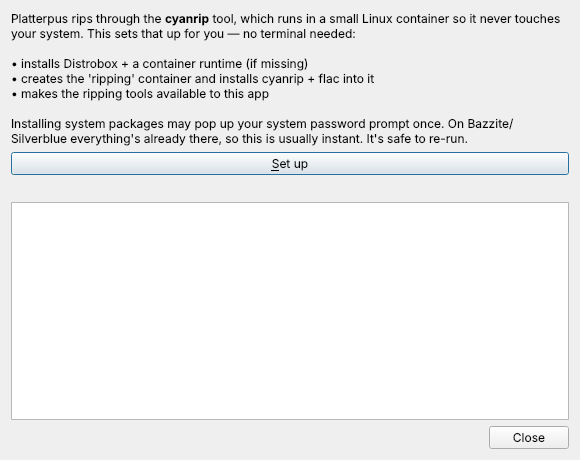 Platterpus rips through the cyanrip tool, which runs in a small Linux container so it never touches
your system. This sets that up for you — no terminal needed:
• installs Distrobox + a container runtime (if missing)
• creates the 'ripping' container and installs cyanrip + flac into it
• makes the ripping tools available to this app
Installing system packages may pop up your system password prompt once. On Bazzite/
Silverblue everything's already there, so this is usually instant. It's safe to re-run.
Set up
Close